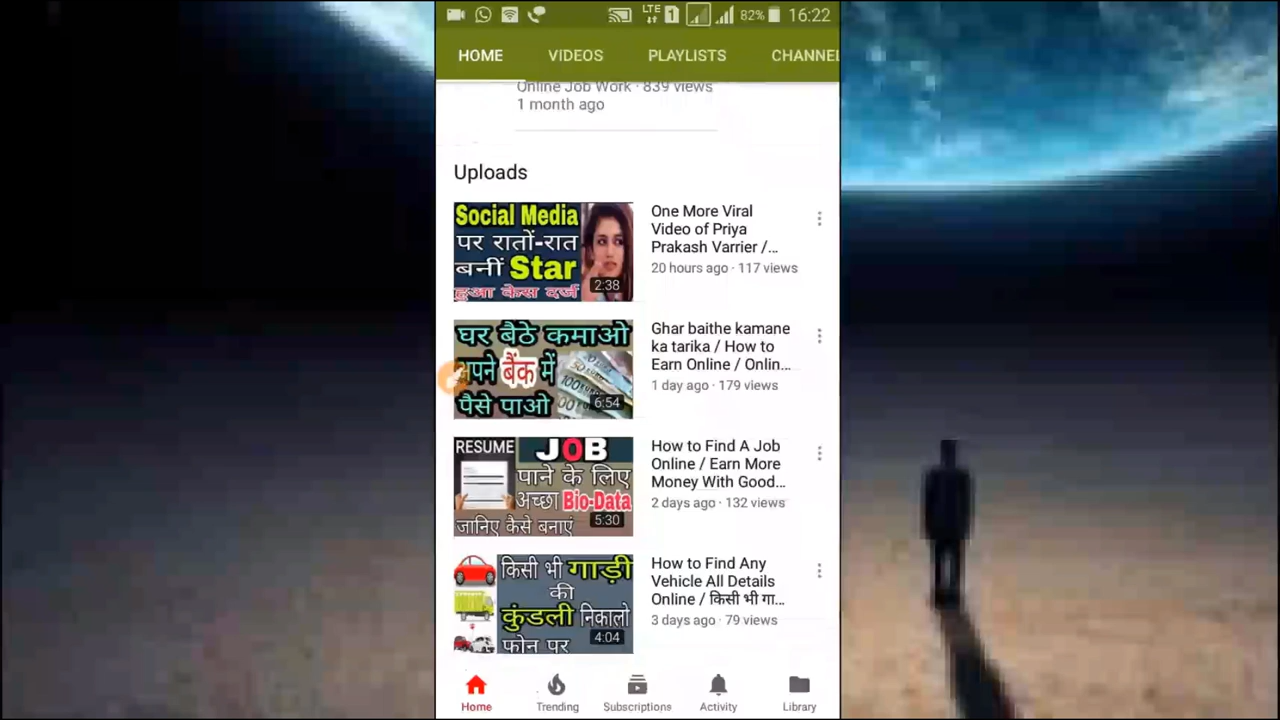 LTE 1 82% 16:22
HOME VIDEOS PLAYLISTS CHANNEL
Online Job Work · 839 views
1 month ago
Uploads
Social Media
पर रातों-रात
बनीं Star
हुआ केस दर्ज
2:38
One More Viral
Video of Priya
Prakash Varrier /...
20 hours ago · 117 views
घर बैठे कमाओ
अपने बैंक में
पैसे पाओ
6:54
Ghar baithe kamane
ka tarika / How to
Earn Online / Onlin...
1 day ago · 179 views
RESUME JOB
पाने के लिए
अच्छा Bio-Data
जानिए कैसे बनाएं
5:30
How to Find A Job
Online / Earn More
Money With Good...
2 days ago · 132 views
किसी भी गाड़ी
की
कुंडली निकालो
फोन पर
4:04
How to Find Any
Vehicle All Details
Online / किसी भी गा...
3 days ago · 79 views
Home Trending Subscriptions Activity Library